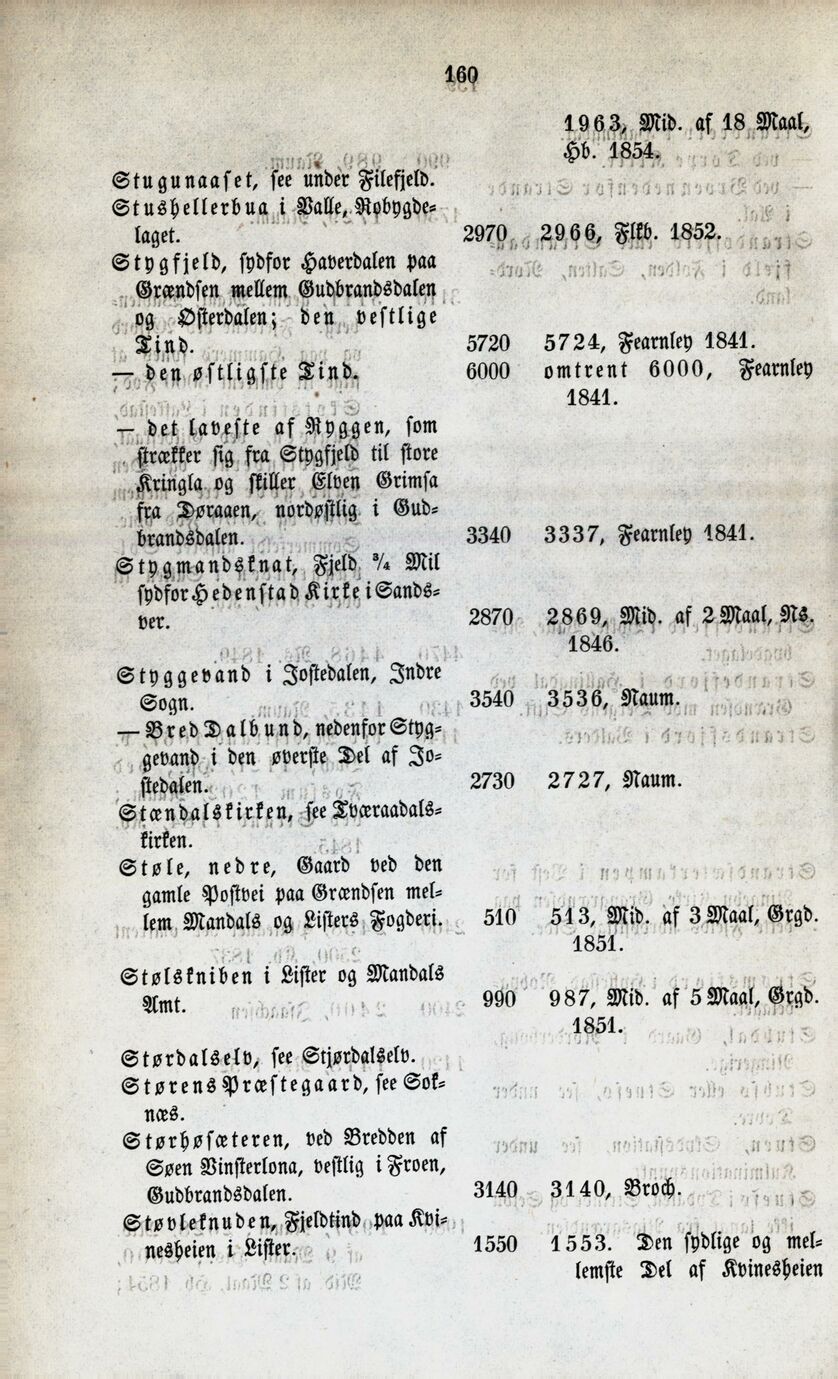 160
1963, Mid. af 18 Maal,
Hb. 1854.
Stugunaaset, see under Filefjeld.
Stushellerbua i Valle, Robygde=
laget. 2970 2966, Flkb. 1852.
Stygfjeld, sydfor Haverdalen paa
Grændsen mellem Gudbrandsdalen
og Østerdalen; den vestlige
Tind. 5720 5724, Fearnley 1841.
— den østligste Tind. 6000 omtrent 6000, Fearnley
1841.
— det laveste af Ryggen, som
strækker sig fra Stygfjeld til store
Kringla og skiller Elven Grimsa
fra Døraaen, nordøstlig i Gud=
brandsdalen. 3340 3337, Fearnley 1841.
Stygmandsknat, Fjeld ¾ Mil
sydfor Hedenstad Kirke i Sands=
ver. 2870 2869, Mid. af 2 Maal, Ns.
1846.
Styggevand i Jostedalen, Indre
Sogn. 3540 3536, Naum.
— Bred Dalbund, nedenfor Styg=
gevand i den øverste Del af Jo=
stedalen. 2730 2727, Naum.
Stændalskirken, see Tværaadals=
kirken.
Støle, nedre, Gaard ved den
gamle Postvei paa Grændsen mel=
lem Mandals og Listers Fogderi. 510 513, Mid. af 3 Maal, Grgd.
1851.
Stølskniben i Lister og Mandals
Amt. 990 987, Mid. af 5 Maal, Grgd.
1851.
Størdalselv, see Stjørdalselv.
Størens Præstegaard, see Sok=
næs.
Størhøsæteren, ved Bredden af
Søen Vinsterlona, vestlig i Froen,
Gudbrandsdalen. 3140 3140, Broch.
Støvleknuden, Fjeldtind paa Kvi=
nesheien i Lister. 1550 1553. Den sydlige og mel=
lemste Del af Kvinesheien